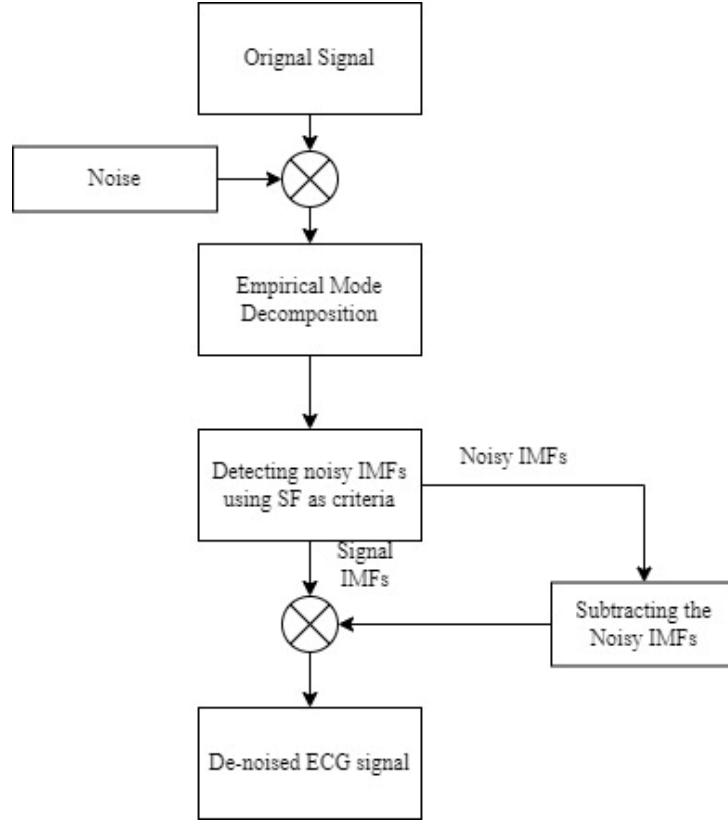 Orignal Signal
Noise
Empirical Mode
Decomposition
Detecting noisy IMFs
using SF as criteria
Noisy IMFs
Signal
IMFs
Subtracting the
Noisy IMFs
De-noised ECG signal